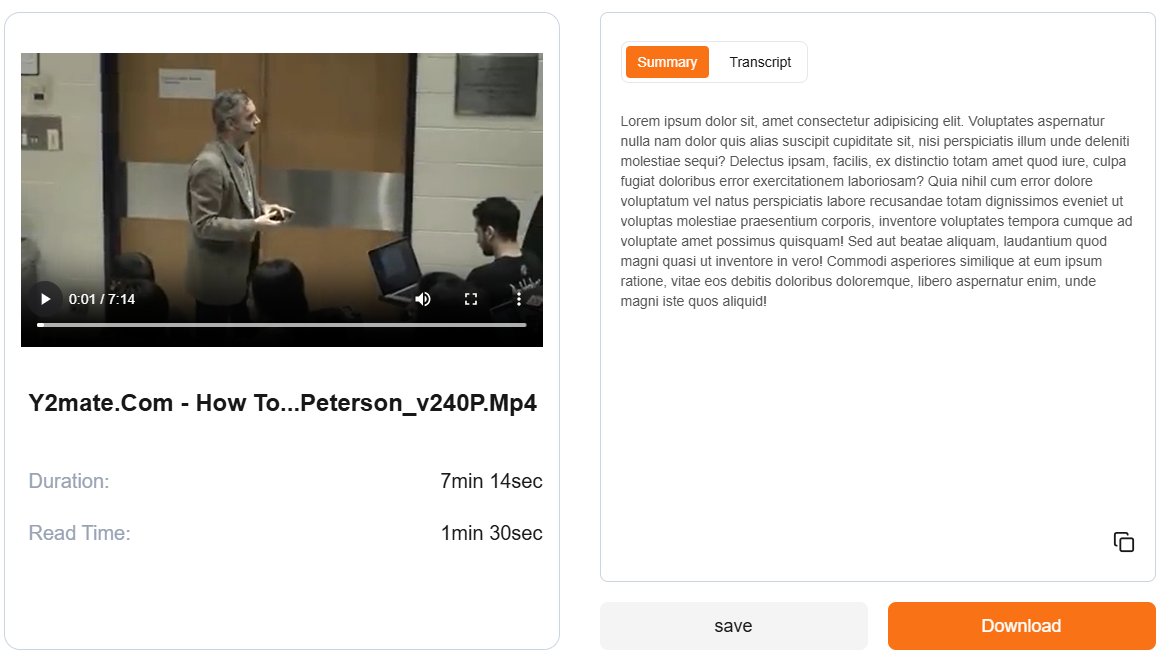 0:01 / 7:14
Y2mate.Com - How To...Peterson_v240P.Mp4
Duration: 7min 14sec
Read Time: 1min 30sec
Summary Transcript
Lorem ipsum dolor sit, amet consectetur adipisicing elit. Voluptates aspernatur
nulla nam dolor quis alias suscipit cupiditate sit, nisi perspiciatis illum unde deleniti
molestiae sequi? Delectus ipsam, facilis, ex distinctio totam amet quod iure, culpa
fugiat doloribus error exercitationem laboriosam? Quia nihil cum error dolore
voluptatum vel natus perspiciatis labore recusandae totam dignissimos eveniet ut
voluptas molestiae praesentium corporis, inventore voluptates tempora cumque ad
voluptate amet possimus quisquam! Sed aut beatae aliquam, laudantium quod
magni quasi ut inventore in vero! Commodi asperiores similique at eum ipsum
ratione, vitae eos debitis doloribus doloremque, libero aspernatur enim, unde
magni iste quos aliquid!
save
Download